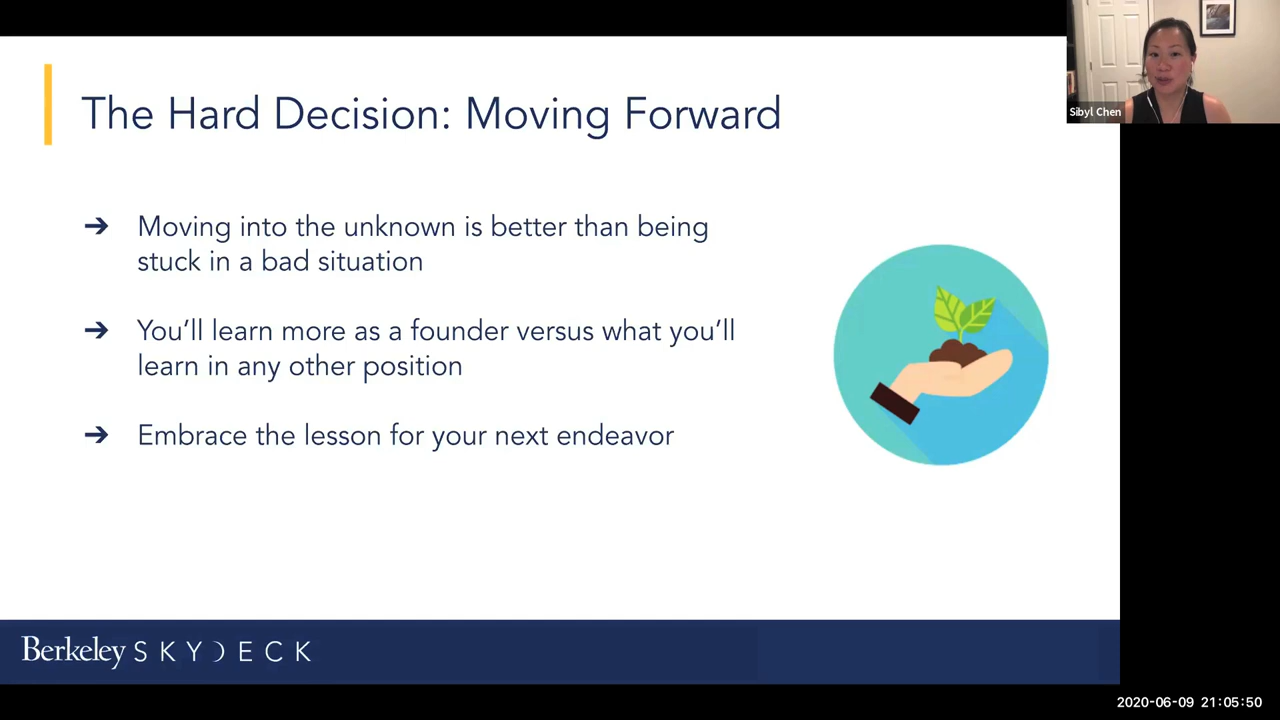 The Hard Decision: Moving Forward
Sibyl Chen
➔ Moving into the unknown is better than being
stuck in a bad situation
➔ You’ll learn more as a founder versus what you’ll
learn in any other position
➔ Embrace the lesson for your next endeavor
Berkeley SKYDECK
2020-06-09 21:05:50